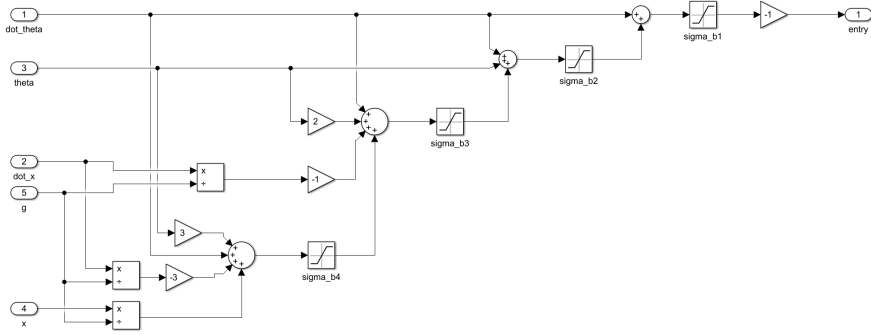 1
dot_theta
+
+
sigma_b1
-1
1
entry
+
+
+
sigma_b2
3
theta
2
+
+
+
+
sigma_b3
2
dot_x
x
÷
-1
5
g
3
+
+
+
+
sigma_b4
x
÷
-3
4
x
x
÷